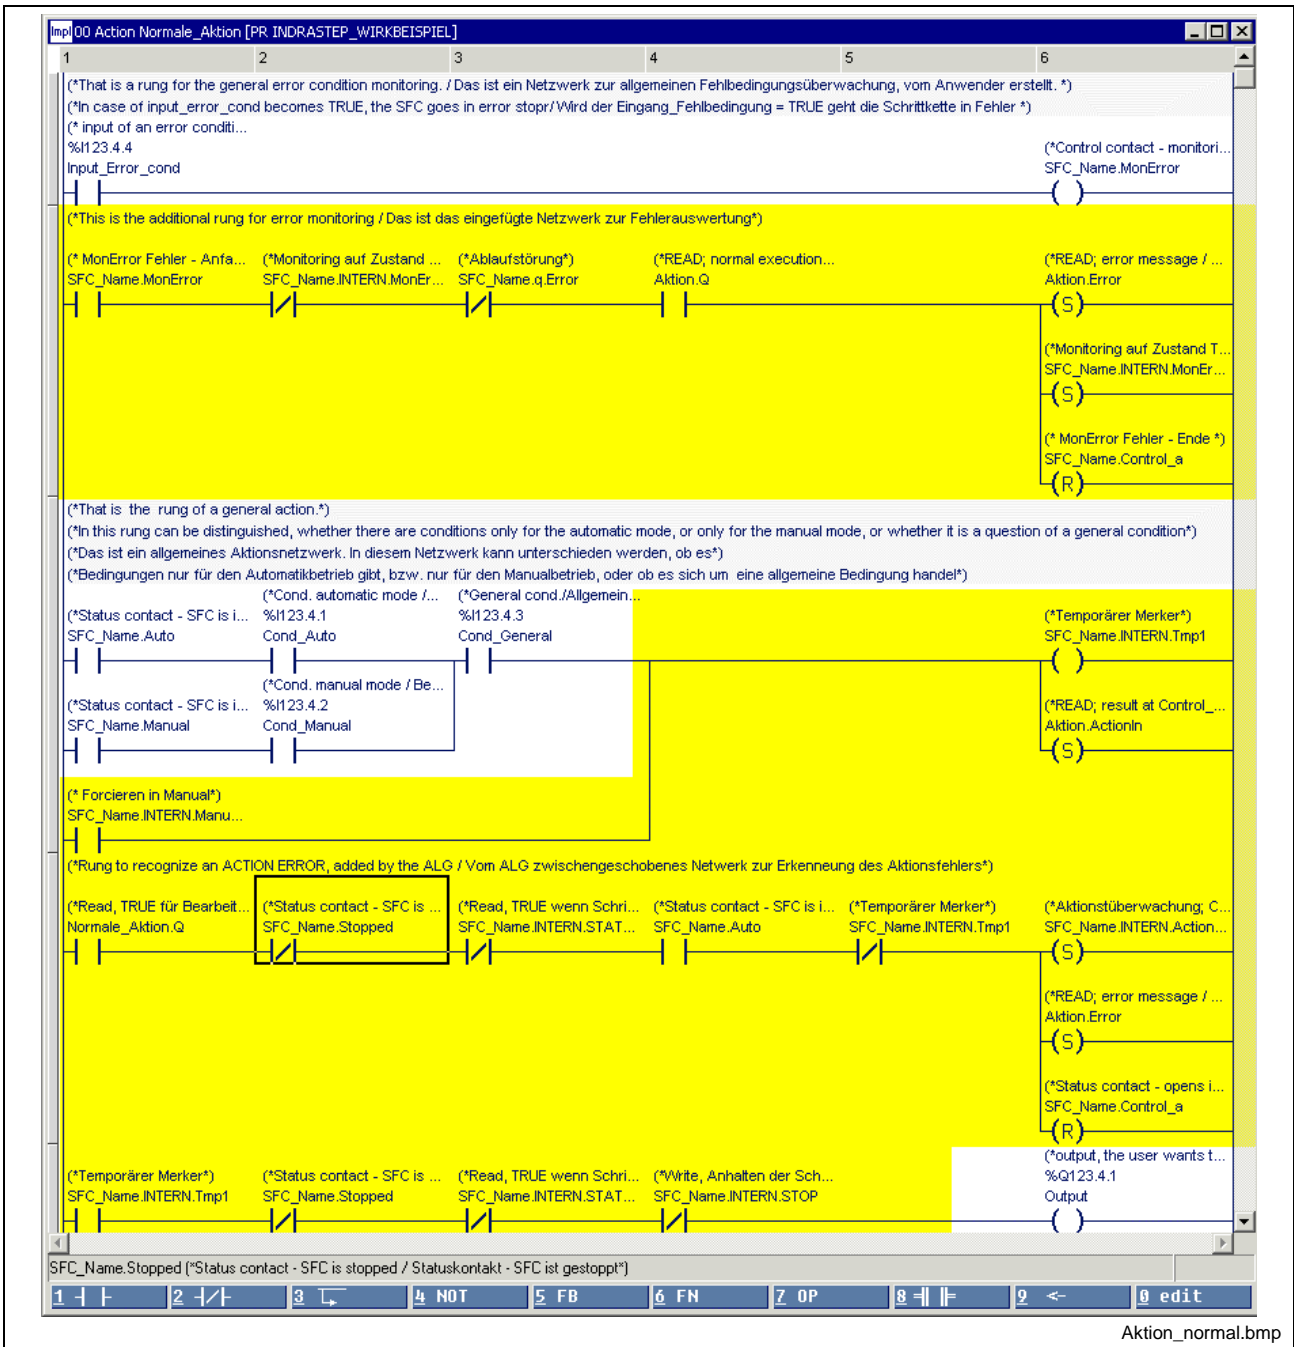 Impl 00 Action Normale_Aktion [PR INDRASTEP_WIRKBEISPIEL]
1 2 3 4 5 6
(*That is a rung for the general error condition monitoring. / Das ist ein Netzwerk zur allgemeinen Fehlbedingungsüberwachung, vom Anwender erstellt. *)
(*In case of input_error_cond becomes TRUE, the SFC goes in error stopr/ Wird der Eingang_Fehlbedingung = TRUE geht die Schrittkette in Fehler *)
(* input of an error conditi...
%I123.4.4 (*Control contact - monitori...
Input_Error_cond SFC_Name.MonError
( )
(*This is the additional rung for error monitoring / Das ist das eingefügte Netzwerk zur Fehlerauswertung*)
(* MonError Fehler - Anfa... (*Monitoring auf Zustand ... (*Ablaufstörung*) (*READ; normal execution... (*READ; error message / ...
SFC_Name.MonError SFC_Name.INTERN.MonEr... SFC_Name.q.Error Aktion.Q Aktion.Error
(S)
(*Monitoring auf Zustand T...
SFC_Name.INTERN.MonEr...
(S)
(* MonError Fehler - Ende *)
SFC_Name.Control_a
(R)
(*That is the rung of a general action.*)
(*In this rung can be distinguished, whether there are conditions only for the automatic mode, or only for the manual mode, or whether it is a question of a general condition*)
(*Das ist ein allgemeines Aktionsnetzwerk. In diesem Netzwerk kann unterschieden werden, ob es*)
(*Bedingungen nur für den Automatikbetrieb gibt, bzw. nur für den Manualbetrieb, oder ob es sich um eine allgemeine Bedingung handel*)
(*Cond. automatic mode /... (*General cond./Allgemein...
(*Status contact - SFC is i... %I123.4.1 %I123.4.3 (*Temporärer Merker*)
SFC_Name.Auto Cond_Auto Cond_General SFC_Name.INTERN.Tmp1
( )
(*Cond. manual mode / Be...
(*Status contact - SFC is i... %I123.4.2 (*READ; result at Control_...
SFC_Name.Manual Cond_Manual Aktion.ActionIn
(S)
(* Forcieren in Manual*)
SFC_Name.INTERN.Manu...
(*Rung to recognize an ACTION ERROR, added by the ALG / Vom ALG zwischengeschobenes Netwerk zur Erkenneung des Aktionsfehlers*)
(*Read, TRUE für Bearbeit... (*Status contact - SFC is ... (*Read, TRUE wenn Schri... (*Status contact - SFC is i... (*Temporärer Merker*) (*Aktionstüberwachung; C...
Normale_Aktion.Q SFC_Name.Stopped SFC_Name.INTERN.STAT... SFC_Name.Auto SFC_Name.INTERN.Tmp1 SFC_Name.INTERN.Action...
(S)
(*READ; error message / ...
Aktion.Error
(S)
(*Status contact - opens i...
SFC_Name.Control_a
(R)
(*output, the user wants t...
(*Temporärer Merker*) (*Status contact - SFC is ... (*Read, TRUE wenn Schri... (*Write, Anhalten der Sch... %Q123.4.1
SFC_Name.INTERN.Tmp1 SFC_Name.Stopped SFC_Name.INTERN.STAT... SFC_Name.INTERN.STOP Output
( )
SFC_Name.Stopped (*Status contact - SFC is stopped / Statuskontakt - SFC ist gestoppt*)
1 2 3 4 NOT 5 FB 6 FN 7 OP 8 9 <- 0 edit
Aktion_normal.bmp